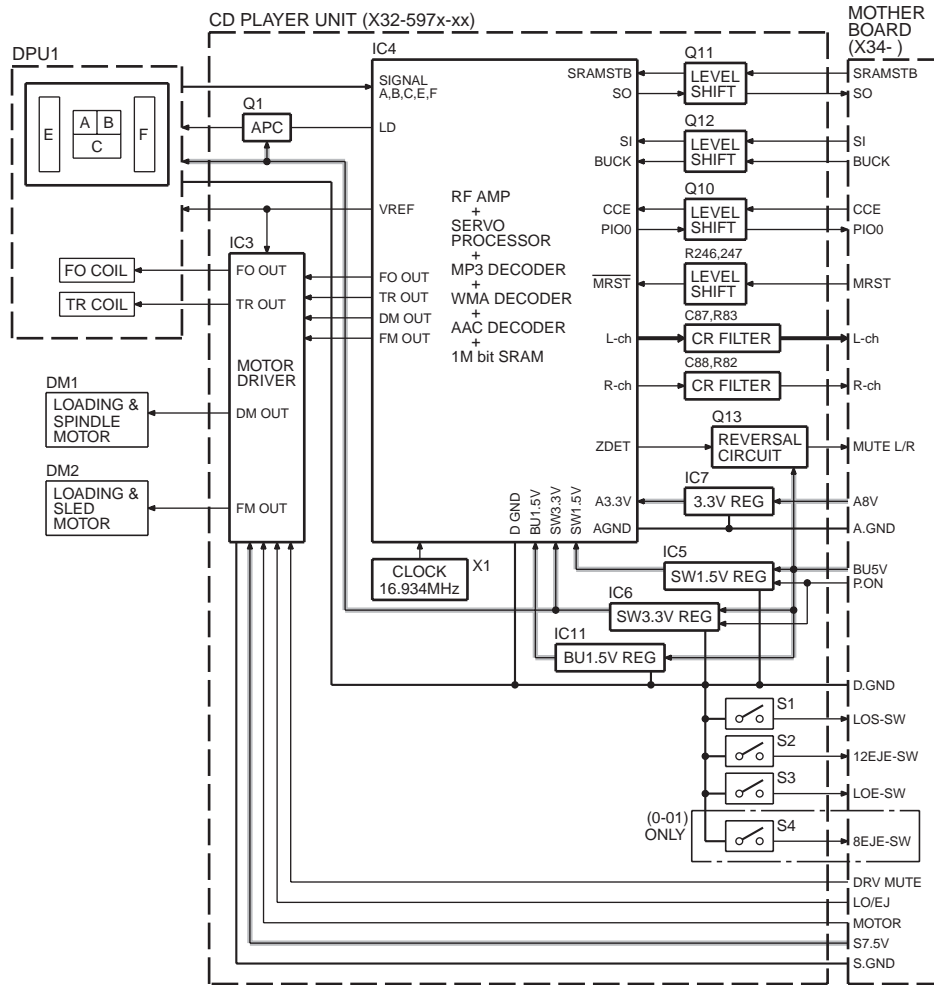 CD PLAYER UNIT (X32-597x-xx)
MOTHER
BOARD
(X34- )
DPU1
E
A
B
C
F
FO COIL
TR COIL
DM1
LOADING &
SPINDLE
MOTOR
DM2
LOADING &
SLED
MOTOR
Q1
APC
IC3
FO OUT
TR OUT
MOTOR
DRIVER
DM OUT
FM OUT
IC4
SIGNAL
A,B,C,E,F
LD
VREF
FO OUT
TR OUT
DM OUT
FM OUT
RF AMP
+
SERVO
PROCESSOR
+
MP3 DECODER
+
WMA DECODER
+
AAC DECODER
+
1M bit SRAM
SRAMSTB
SO
SI
BUCK
CCE
PIO0
MRST
L-ch
R-ch
ZDET
A3.3V
AGND
D GND
BU1.5V
SW3.3V
SW1.5V
CLOCK
16.934MHz
X1
Q11
LEVEL
SHIFT
Q12
LEVEL
SHIFT
Q10
LEVEL
SHIFT
R246,247
LEVEL
SHIFT
C87,R83
CR FILTER
C88,R82
CR FILTER
Q13
REVERSAL
CIRCUIT
IC7
3.3V REG
IC5
SW1.5V REG
IC6
SW3.3V REG
IC11
BU1.5V REG
S1
S2
S3
(0-01)
ONLY
S4
SRAMSTB
SO
SI
BUCK
CCE
PIO0
MRST
L-ch
R-ch
MUTE L/R
A8V
A.GND
BU5V
P.ON
D.GND
LOS-SW
12EJE-SW
LOE-SW
8EJE-SW
DRV MUTE
LO/EJ
MOTOR
S7.5V
S.GND